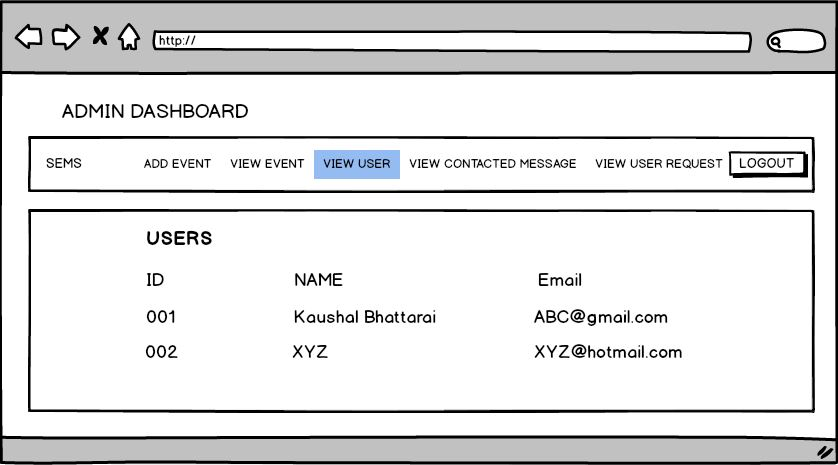 http://
ADMIN DASHBOARD
SEMS ADD EVENT VIEW EVENT VIEW USER VIEW CONTACTED MESSAGE VIEW USER REQUEST LOGOUT
USERS
ID NAME Email
001 Kaushal Bhattarai ABC@gmail.com
002 XYZ XYZ@hotmail.com